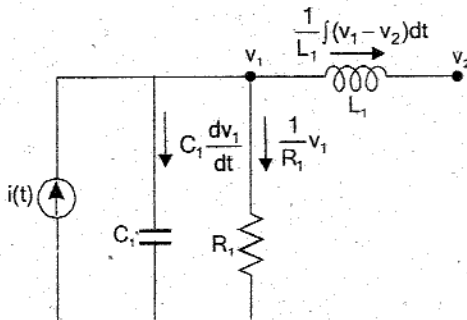 1/L₁ ∫(v₁ – v₂)dt
v₁
v₂
L₁
C₁ dv₁/dt
1/R₁ v₁
i(t)
C₁
R₁